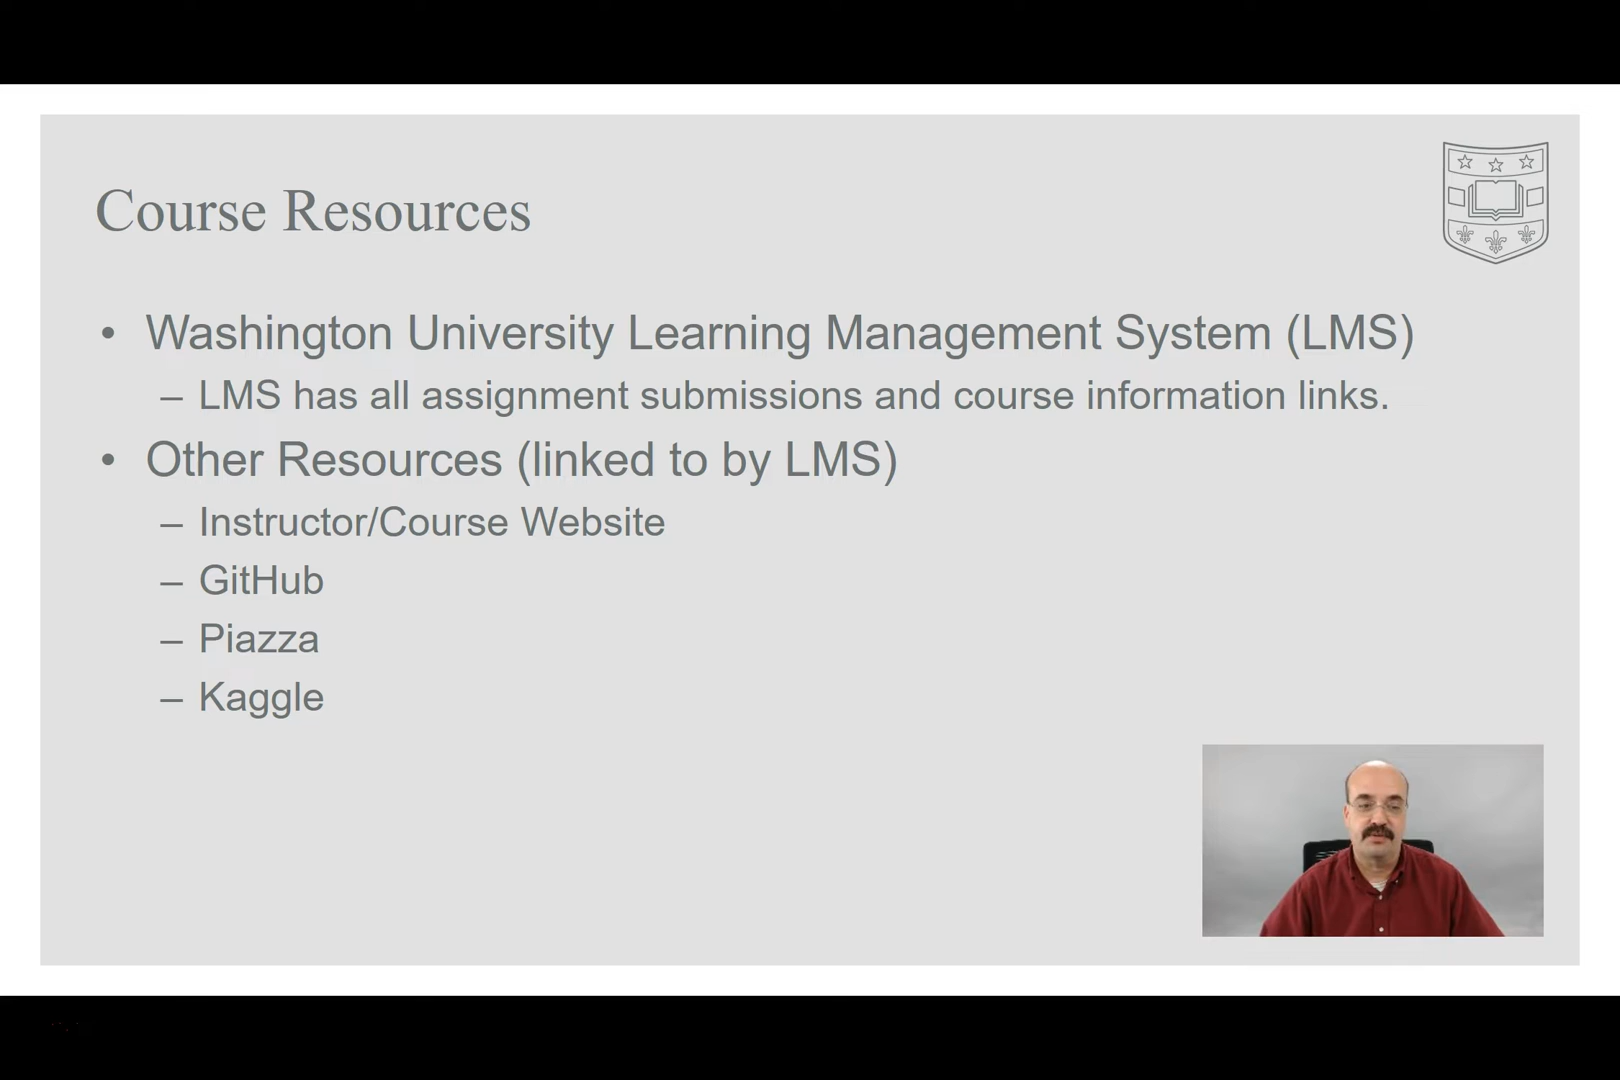 Course Resources
• Washington University Learning Management System (LMS)
– LMS has all assignment submissions and course information links.
• Other Resources (linked to by LMS)
– Instructor/Course Website
– GitHub
– Piazza
– Kaggle